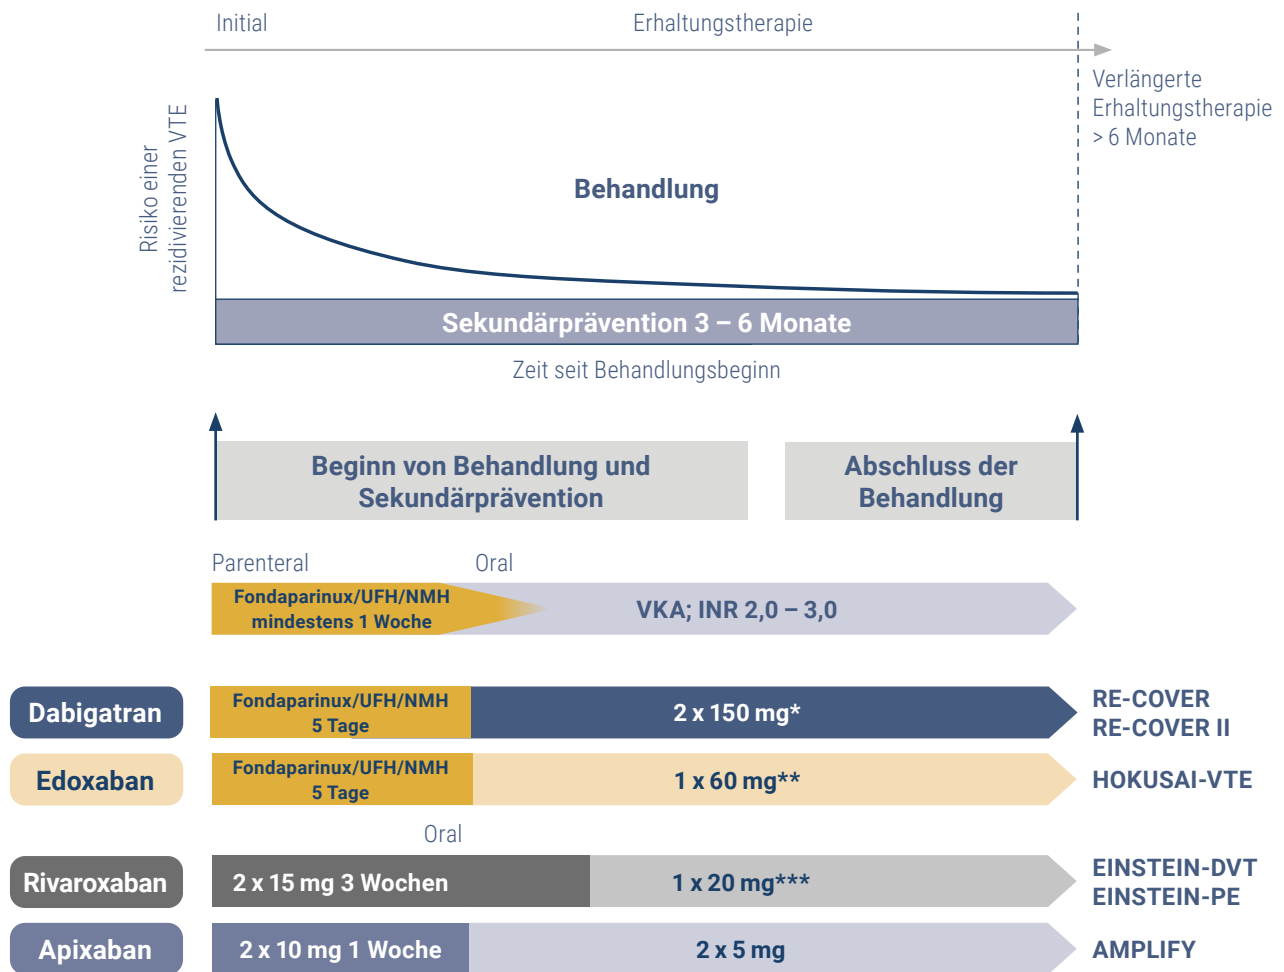 Initial
Erhaltungstherapie
Verlängerte
Erhaltungstherapie
> 6 Monate
Risiko einer
rezidivierenden VTE
Behandlung
Sekundärprävention 3 – 6 Monate
Zeit seit Behandlungsbeginn
Beginn von Behandlung und
Sekundärprävention
Abschluss der
Behandlung
Parenteral
Oral
Fondaparinux/UFH/NMH
mindestens 1 Woche
VKA; INR 2,0 – 3,0
Dabigatran
Fondaparinux/UFH/NMH
5 Tage
2 x 150 mg*
RE-COVER
RE-COVER II
Edoxaban
Fondaparinux/UFH/NMH
5 Tage
1 x 60 mg**
HOKUSAI-VTE
Oral
Rivaroxaban
2 x 15 mg 3 Wochen
1 x 20 mg***
EINSTEIN-DVT
EINSTEIN-PE
Apixaban
2 x 10 mg 1 Woche
2 x 5 mg
AMPLIFY